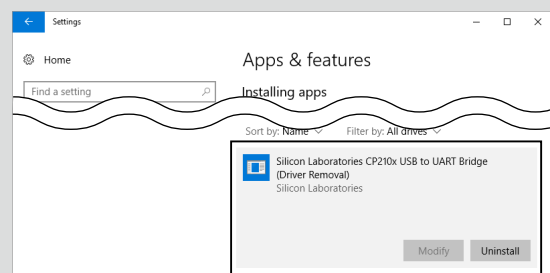 Settings
Home
Apps & features
Find a setting
Installing apps
Sort by: Name
Filter by: All drives
Silicon Laboratories CP210x USB to UART Bridge
(Driver Removal)
Silicon Laboratories
Modify
Uninstall